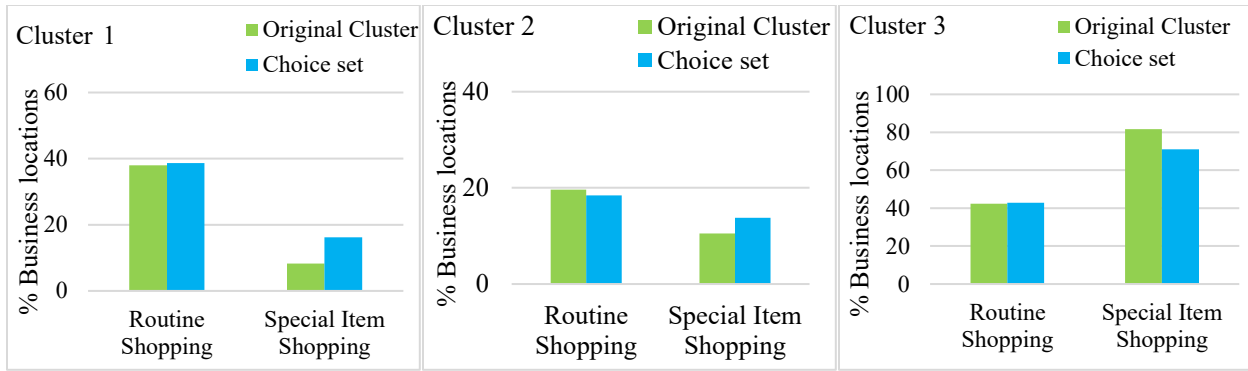 Cluster 1
Original Cluster
Choice set
% Business locations
60
40
20
0
Routine
Shopping
Special Item
Shopping
Cluster 2
Original Cluster
Choice set
% Business locations
40
20
0
Routine
Shopping
Special Item
Shopping
Cluster 3
Original Cluster
Choice set
% Business locations
100
80
60
40
20
0
Routine
Shopping
Special Item
Shopping